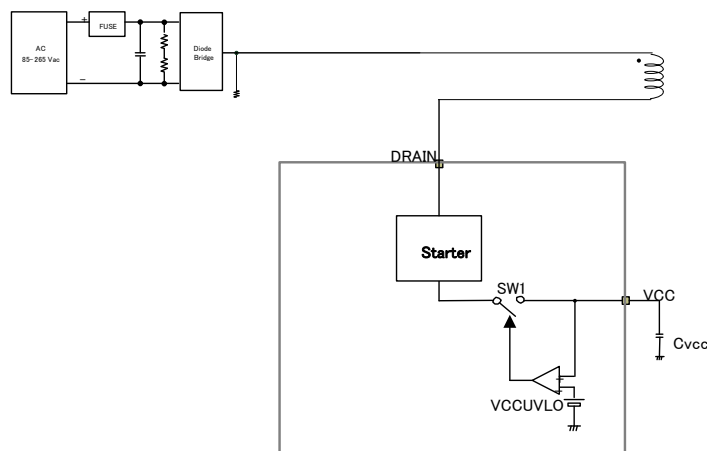 AC
85-265 Vac
+
FUSE
-
Diode
Bridge
DRAIN
Starter
SW1
VCC
Cvcc
+
-
VCCUVLO